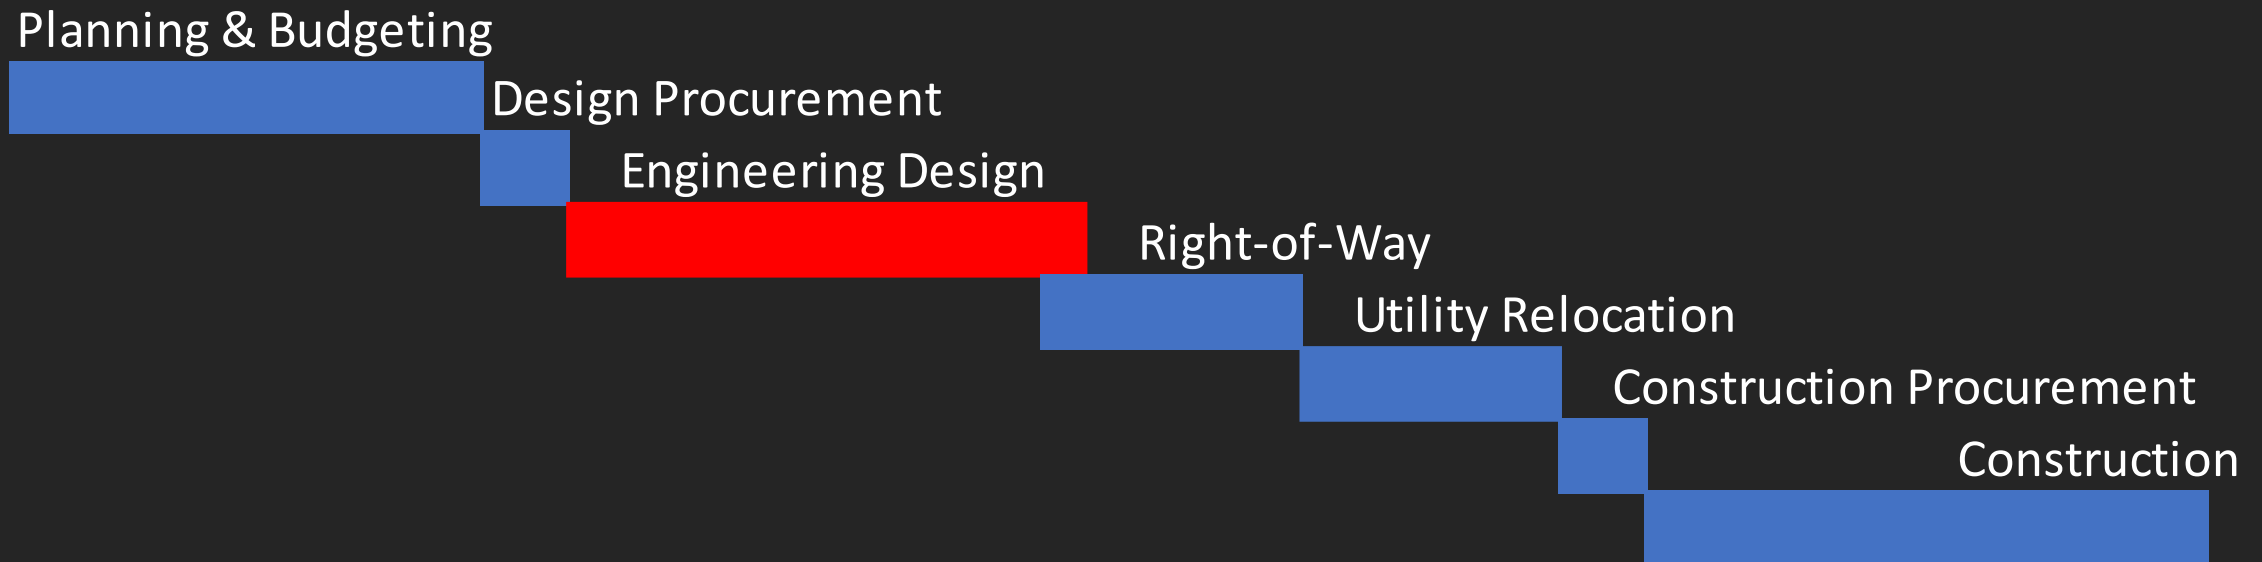 Planning & Budgeting
Design Procurement
Engineering Design
Right-of-Way
Utility Relocation
Construction Procurement
Construction